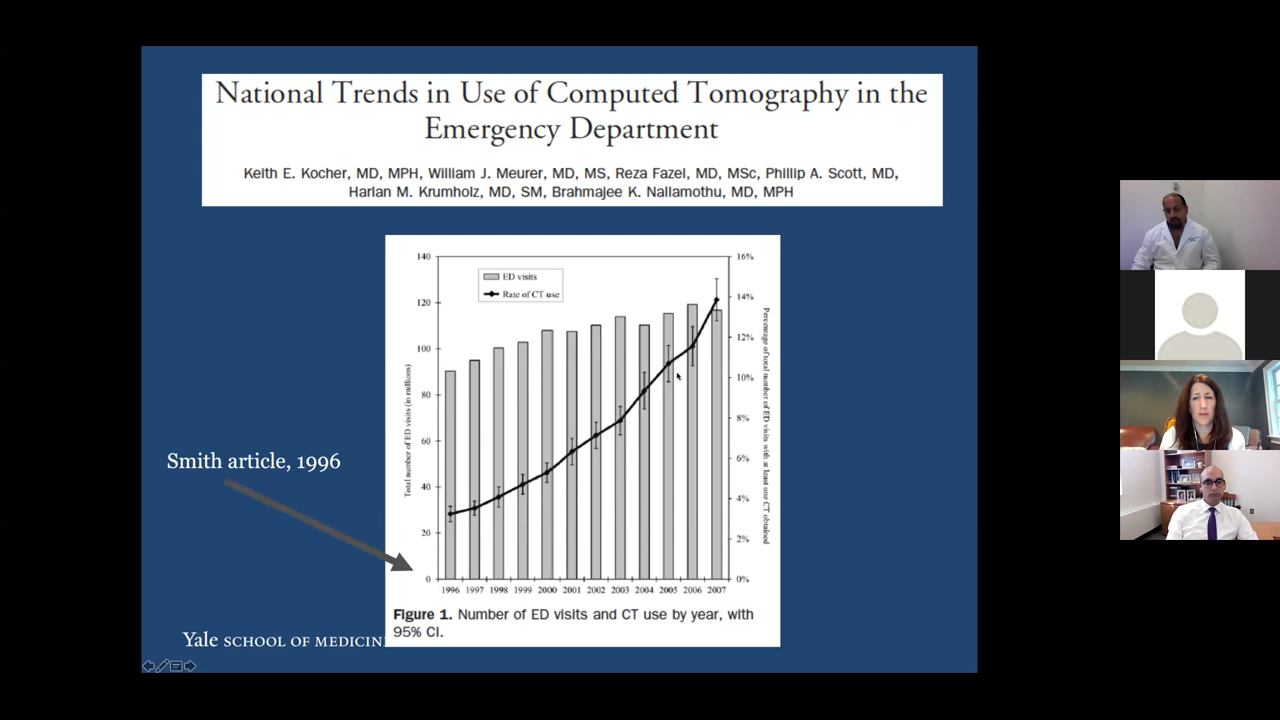 National Trends in Use of Computed Tomography in the
Emergency Department
Keith E. Kocher, MD, MPH, William J. Meurer, MD, MS, Reza Fazel, MD, MSc, Phillip A. Scott, MD,
Harlan M. Krumholz, MD, SM, Brahmajee K. Nallamothu, MD, MPH
Smith article, 1996
140
120
100
80
60
40
20
0
Total number of ED visits (in millions)
ED visits
Rate of CT use
16%
14%
12%
10%
8%
6%
4%
2%
0%
Percentage of total number of ED visits with at least one CT obtained
1996 1997 1998 1999 2000 2001 2002 2003 2004 2005 2006 2007
Figure 1. Number of ED visits and CT use by year, with
95% CI.
Yale SCHOOL OF MEDICIN